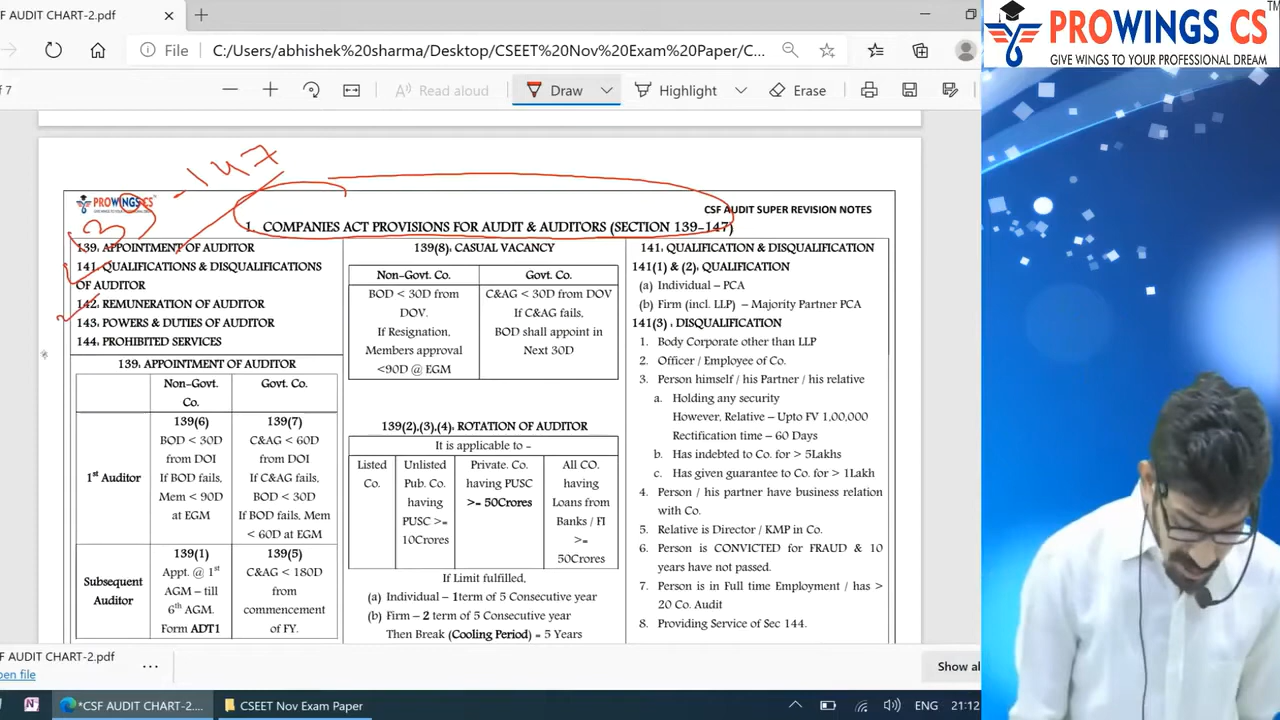 CSF AUDIT CHART-2.pdf
File C:/Users/abhishek%20sharma/Desktop/CSEET%20Nov%20Exam%20Paper/C...
of 7
Read aloud
Draw
Highlight
Erase
PROWINGS CS™
GIVE WINGS TO YOUR PROFESSIONAL DREAM
139-147
PROWINGS CS
CSF AUDIT SUPER REVISION NOTES
1. COMPANIES ACT PROVISIONS FOR AUDIT & AUDITORS (SECTION 139-147)
139. APPOINTMENT OF AUDITOR
141. QUALIFICATIONS & DISQUALIFICATIONS
OF AUDITOR
142. REMUNERATION OF AUDITOR
143. POWERS & DUTIES OF AUDITOR
144. PROHIBITED SERVICES
139. APPOINTMENT OF AUDITOR
Non-Govt.
Co.
Govt. Co.
1st Auditor
139(6)
BOD < 30D
from DOI
If BOD fails,
Mem < 90D
at EGM
139(7)
C&AG < 60D
from DOI
If C&AG fails,
BOD < 30D
If BOD fails, Mem
< 60D at EGM
Subsequent
Auditor
139(1)
Appt. @ 1st
AGM – till
6th AGM.
Form ADT1
139(5)
C&AG < 180D
from
commencement
of FY.
139(8). CASUAL VACANCY
Non-Govt. Co.
Govt. Co.
BOD < 30D from
DOV.
If Resignation,
Members approval
<90D @ EGM
C&AG < 30D from DOV
If C&AG fails,
BOD shall appoint in
Next 30D
139(2),(3),(4). ROTATION OF AUDITOR
It is applicable to –
Listed
Co.
Unlisted
Pub. Co.
having
PUSC >=
10Crores
Private. Co.
having PUSC
>= 50Crores
All CO.
having
Loans from
Banks / FI
>=
50Crores
If Limit fulfilled,
(a) Individual – 1term of 5 Consecutive year
(b) Firm – 2 term of 5 Consecutive year
Then Break (Cooling Period) = 5 Years
141. QUALIFICATION & DISQUALIFICATION
141(1) & (2). QUALIFICATION
(a) Individual – PCA
(b) Firm (incl. LLP) – Majority Partner PCA
141(3). DISQUALIFICATION
1. Body Corporate other than LLP
2. Officer / Employee of Co.
3. Person himself / his Partner / his relative
a. Holding any security
However, Relative – Upto FV 1,00,000
Rectification time – 60 Days
b. Has indebted to Co. for > 5Lakhs
c. Has given guarantee to Co. for > 1Lakh
4. Person / his partner have business relation
with Co.
5. Relative is Director / KMP in Co.
6. Person is CONVICTED for FRAUD & 10
years have not passed.
7. Person is in Full time Employment / has >
20 Co. Audit
8. Providing Service of Sec 144.
SF AUDIT CHART-2.pdf
pen file
Show al
*CSF AUDIT CHART-2....
CSEET Nov Exam Paper
ENG
21:12